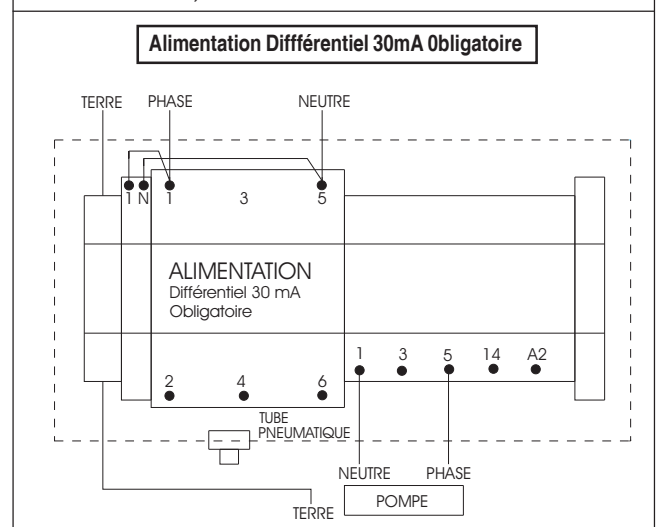 Alimentation Diffférentiel 30mA 0bligatoire
TERRE PHASE NEUTRE
1 N 1 3 5
ALIMENTATION
Différentiel 30 mA
Obligatoire
1 3 5 14 A2
2 4 6
TUBE
PNEUMATIQUE
NEUTRE PHASE
POMPE
TERRE